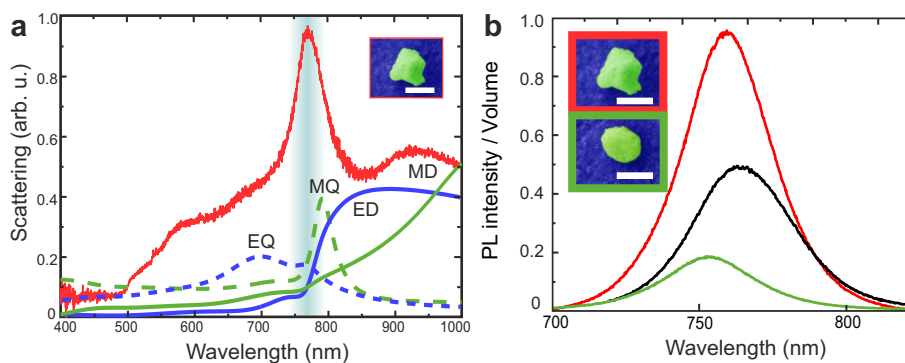 a
Scattering (arb. u.)
1.0
0.8
0.6
0.4
0.2
0
EQ
MQ
ED
MD
400 500 600 700 800 900 1000
Wavelength (nm)
b
PL intensity / Volume
1.0
0.8
0.6
0.4
0.2
0
700 750 800
Wavelength (nm)